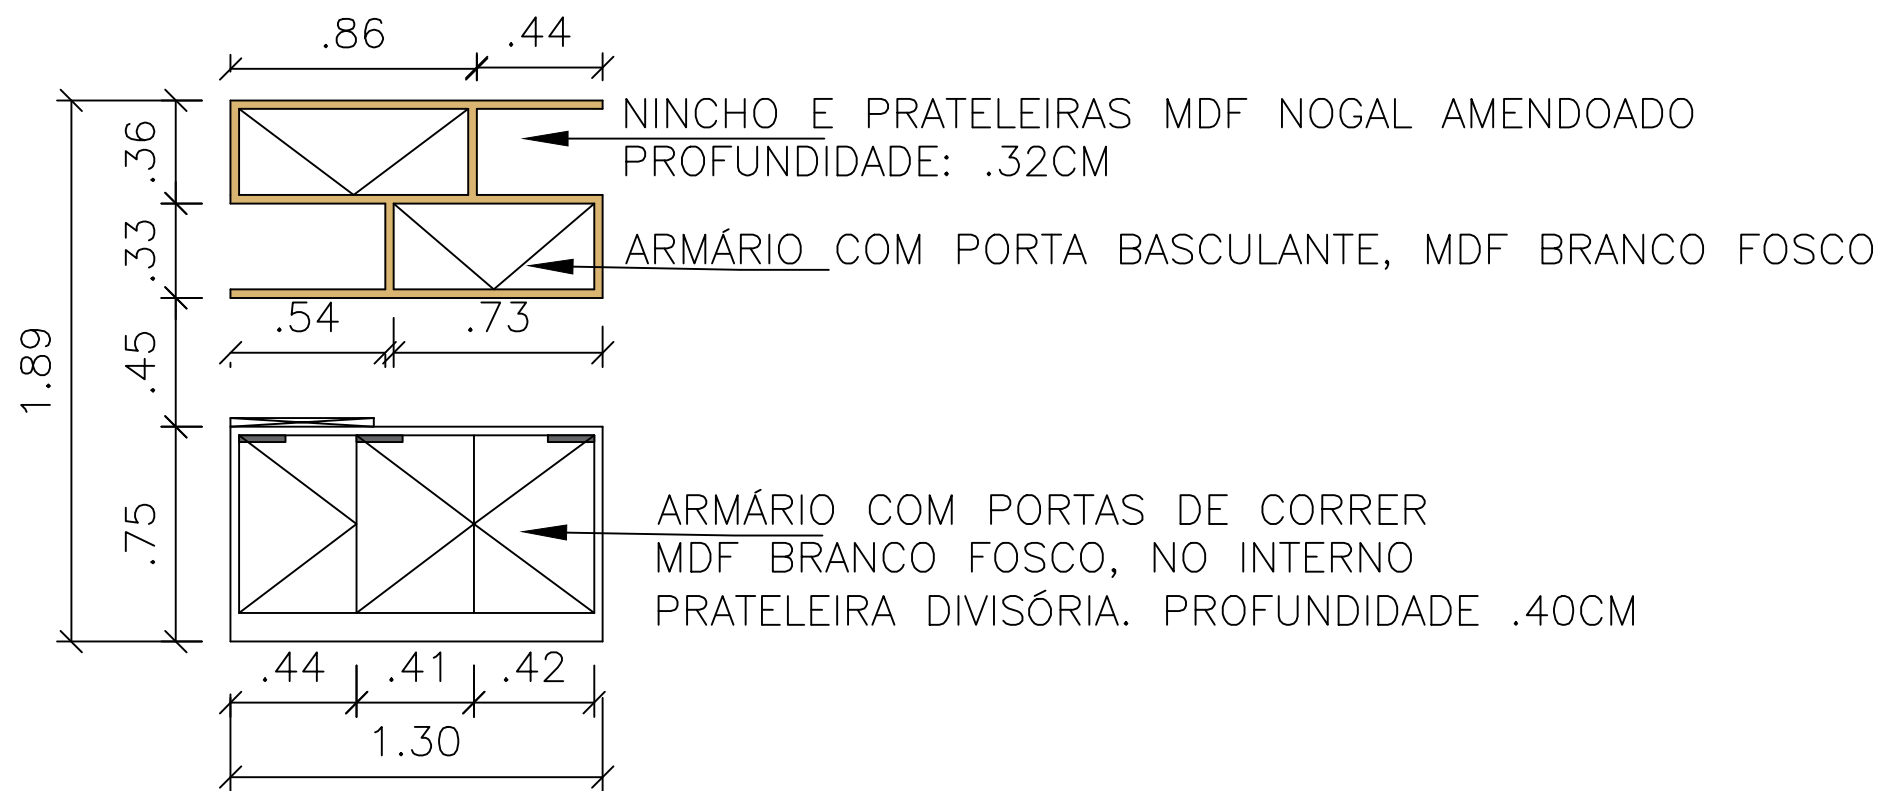 .86
.44
NINCHO E PRATELEIRAS MDF NOGAL AMENDOADO
PROFUNDIDADE: .32CM
.36
ARMÁRIO COM PORTA BASCULANTE, MDF BRANCO FOSCO
.33
.54
.73
1.89
.45
ARMÁRIO COM PORTAS DE CORRER
MDF BRANCO FOSCO, NO INTERNO
PRATELEIRA DIVISÓRIA. PROFUNDIDADE .40CM
.75
.44
.41
.42
1.30